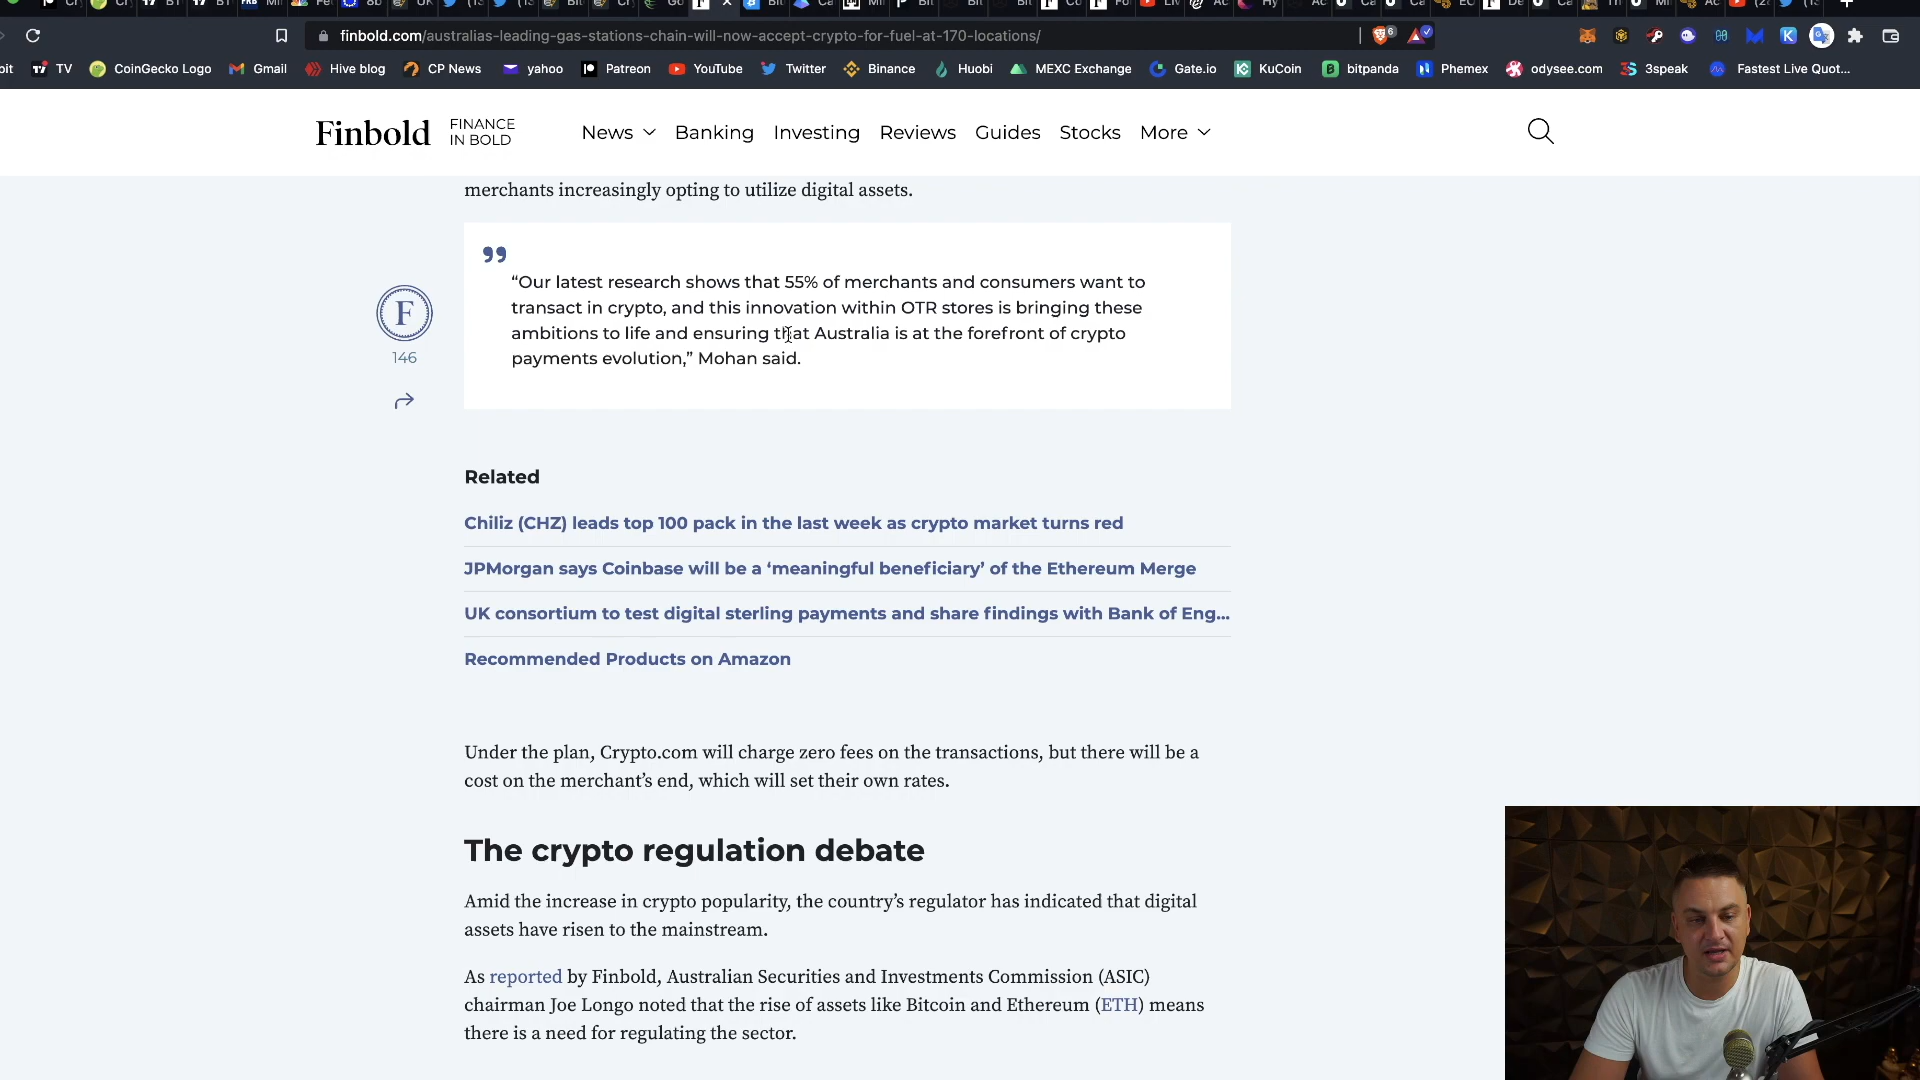 finbold.com/australias-leading-gas-stations-chain-will-now-accept-crypto-for-fuel-at-170-locations/
TV CoinGecko Logo Gmail Hive blog CP News yahoo Patreon YouTube Twitter Binance Huobi MEXC Exchange Gate.io KuCoin bitpanda Phemex odysee.com 3speak Fastest Live Quot...
Finbold FINANCE
IN BOLD
News Banking Investing Reviews Guides Stocks More
merchants increasingly opting to utilize digital assets.
“Our latest research shows that 55% of merchants and consumers want to
transact in crypto, and this innovation within OTR stores is bringing these
ambitions to life and ensuring that Australia is at the forefront of crypto
payments evolution,” Mohan said.
F
146
Related
Chiliz (CHZ) leads top 100 pack in the last week as crypto market turns red
JPMorgan says Coinbase will be a ‘meaningful beneficiary’ of the Ethereum Merge
UK consortium to test digital sterling payments and share findings with Bank of Eng...
Recommended Products on Amazon
Under the plan, Crypto.com will charge zero fees on the transactions, but there will be a
cost on the merchant’s end, which will set their own rates.
The crypto regulation debate
Amid the increase in crypto popularity, the country’s regulator has indicated that digital
assets have risen to the mainstream.
As reported by Finbold, Australian Securities and Investments Commission (ASIC)
chairman Joe Longo noted that the rise of assets like Bitcoin and Ethereum (ETH) means
there is a need for regulating the sector.